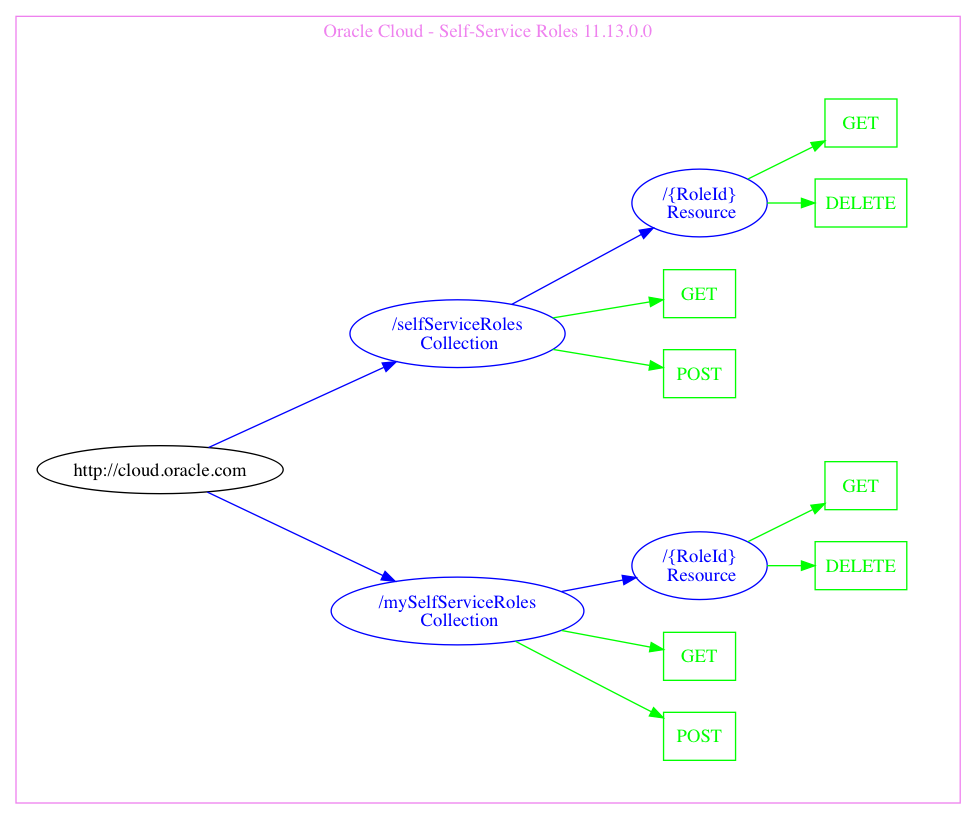 Oracle Cloud - Self-Service Roles 11.13.0.0
GET
/{RoleId}
Resource
DELETE
GET
/selfServiceRoles
Collection
POST
http://cloud.oracle.com
GET
/{RoleId}
Resource
DELETE
/mySelfServiceRoles
Collection
GET
POST